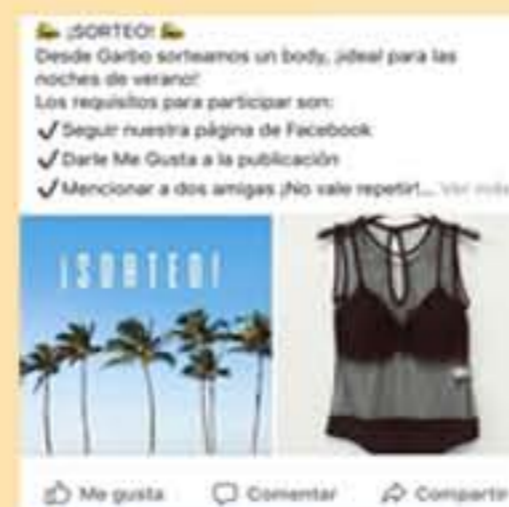 ¡SORTEO!
Desde Garbo sorteamos un body, ¡ideal para las
noches de verano!
Los requisitos para participar son:
✓ Seguir nuestra página de Facebook
✓ Darle Me Gusta a la publicación
✓ Mencionar a dos amigas ¡No vale repetir!... Ver más
¡SORTEO!
Me gusta Comentar Compartir